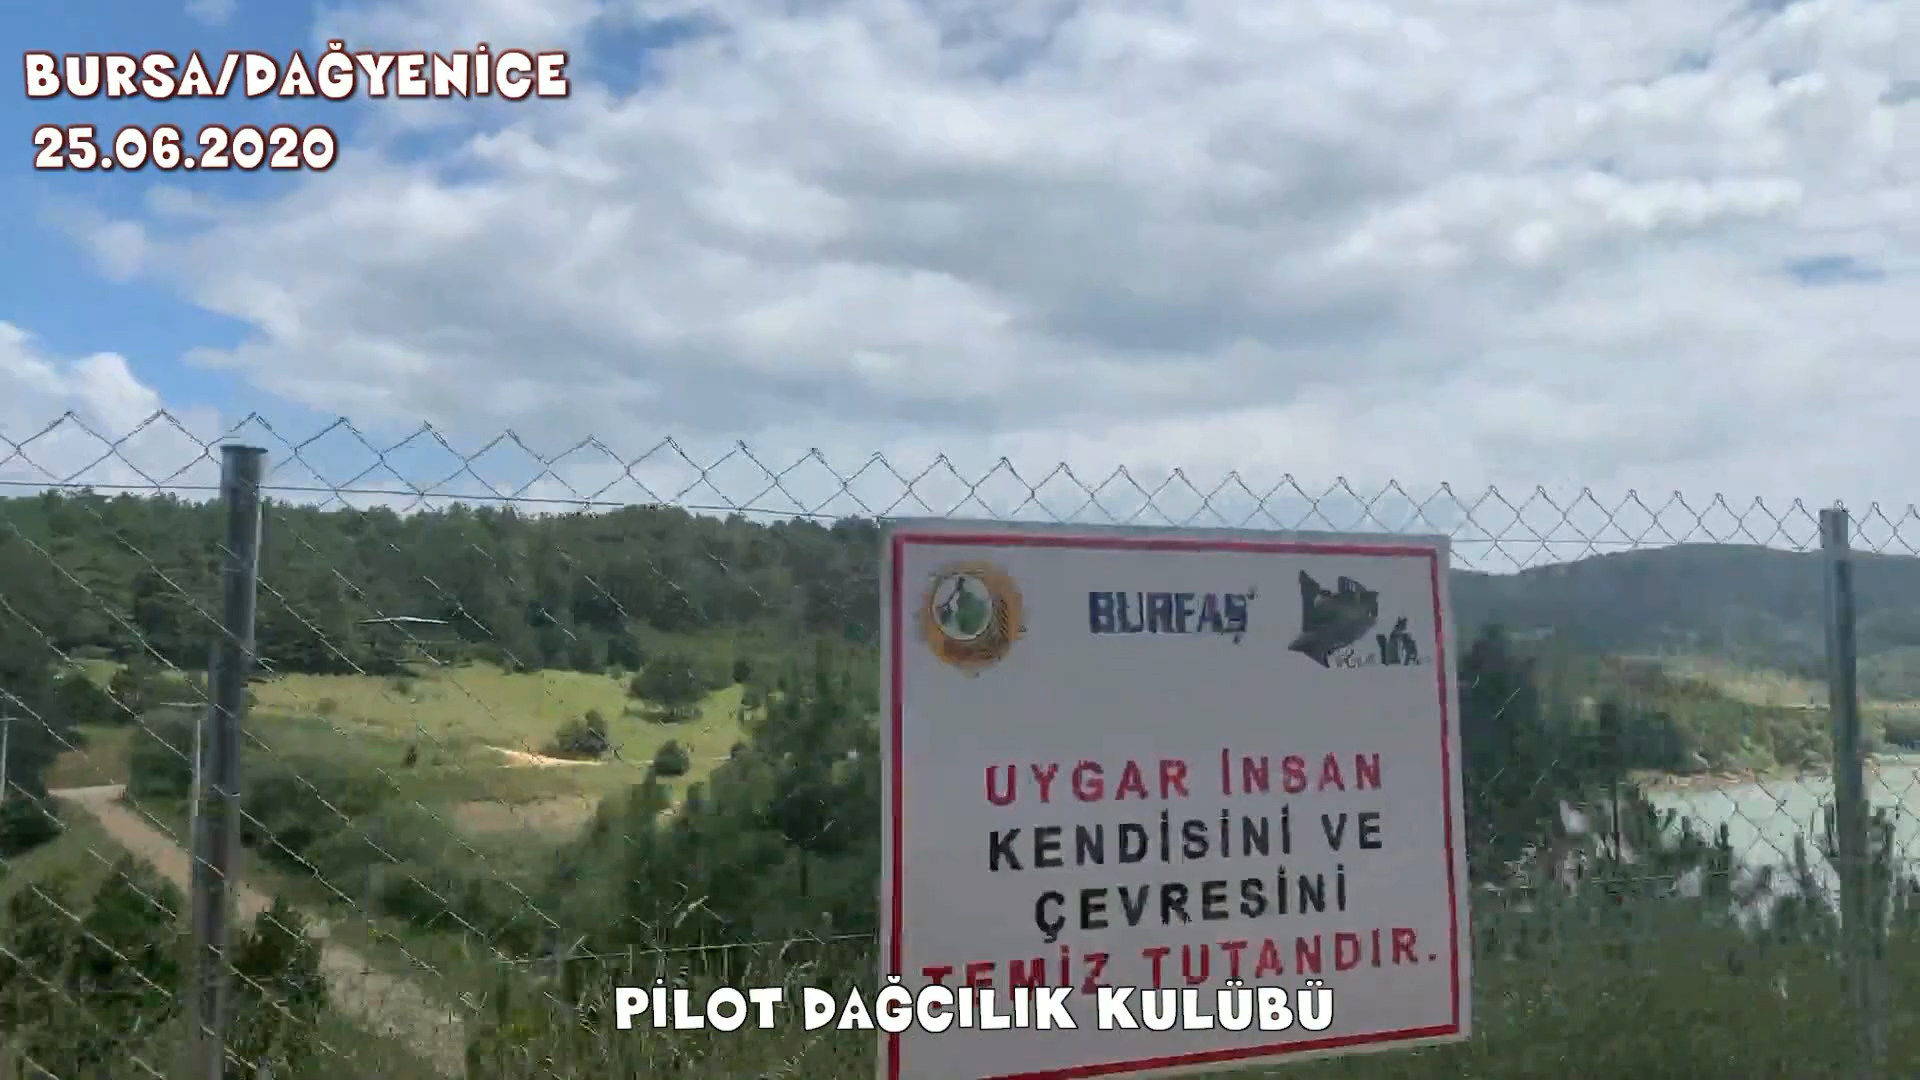 BURSA/DAĞYENİCE
25.06.2020
BURFAŞ
UYGAR İNSAN
KENDİSİNİ VE
ÇEVRESİNİ
TEMİZ TUTANDIR.
PİLOT DAĞCILIK KULÜBÜ